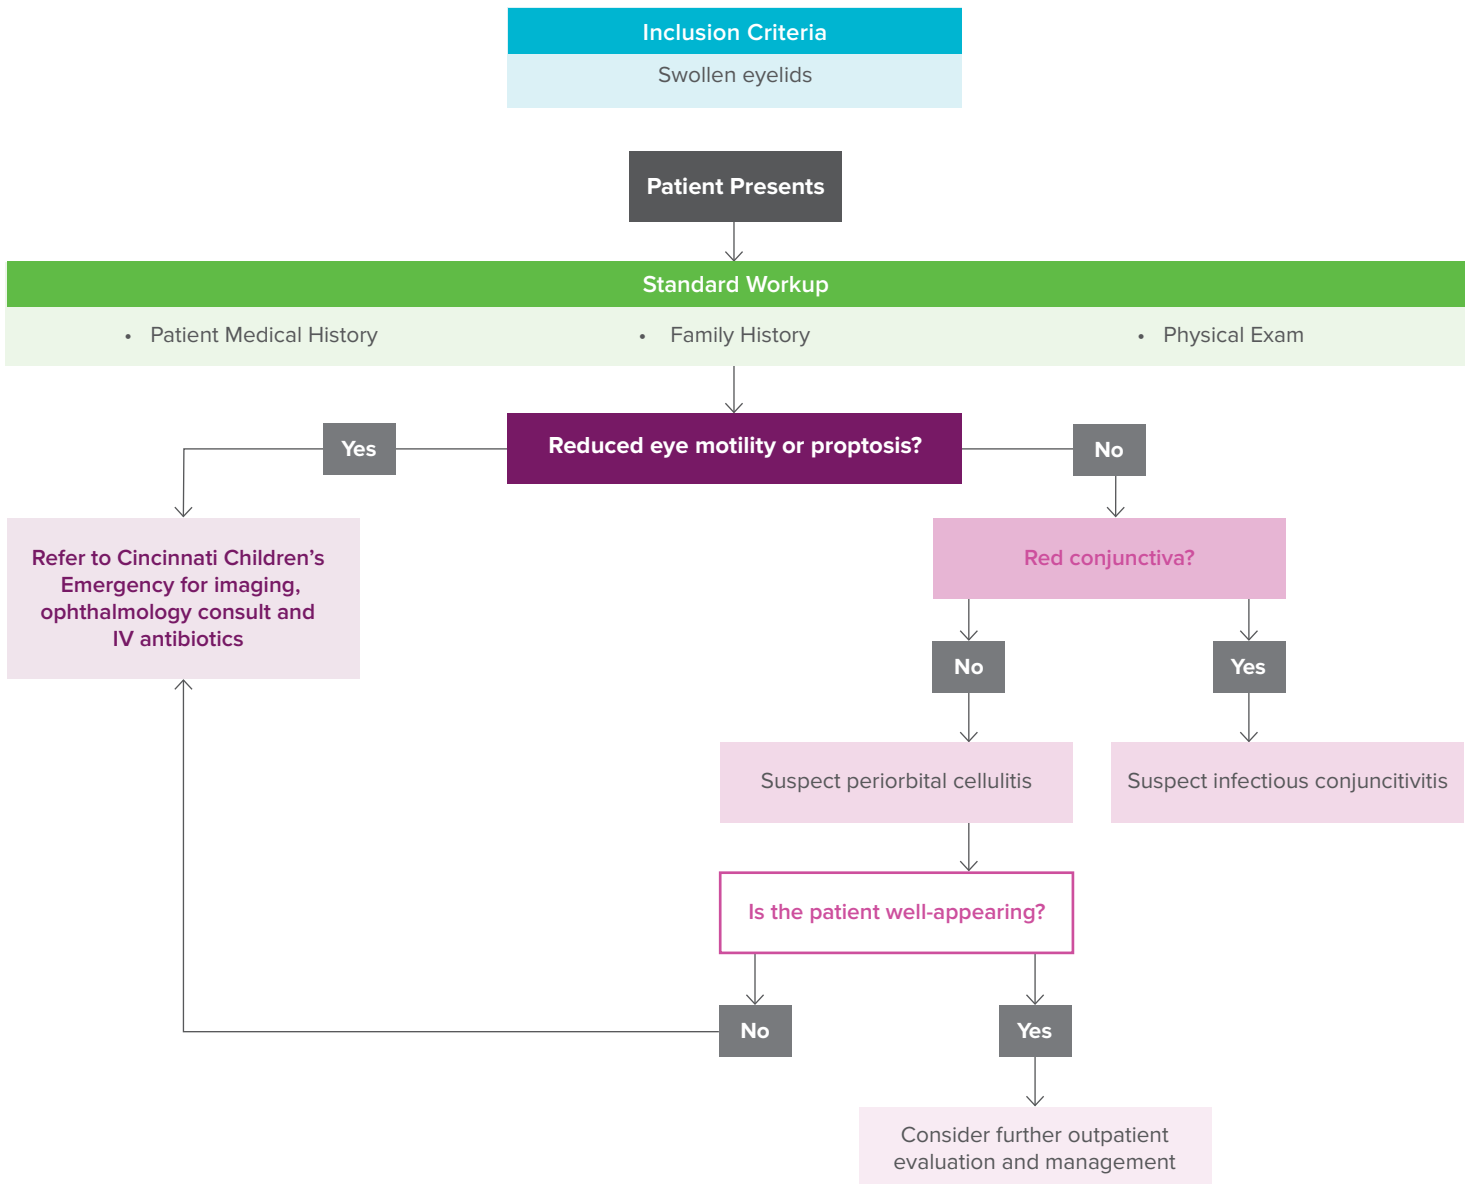 Inclusion Criteria
Swollen eyelids
Patient Presents
Standard Workup
• Patient Medical History
• Family History
• Physical Exam
Reduced eye motility or proptosis?
Yes
No
Refer to Cincinnati Children’s
Emergency for imaging,
ophthalmology consult and
IV antibiotics
Red conjunctiva?
No
Yes
Suspect periorbital cellulitis
Suspect infectious conjuncitivitis
Is the patient well-appearing?
No
Yes
Consider further outpatient
evaluation and management